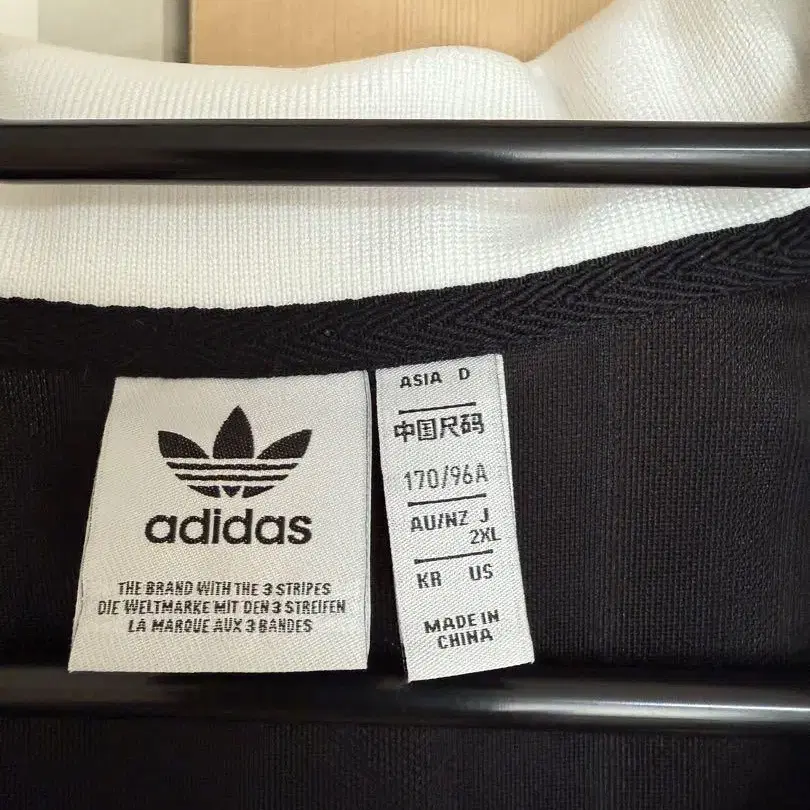 adidas
THE BRAND WITH THE 3 STRIPES
DIE WELTMARKE MIT DEN 3 STREIFEN
LA MARQUE AUX 3 BANDES
ASIA D
中国尺码
170/96A
AU/NZ J
2XL
KR US
MADE IN
CHINA